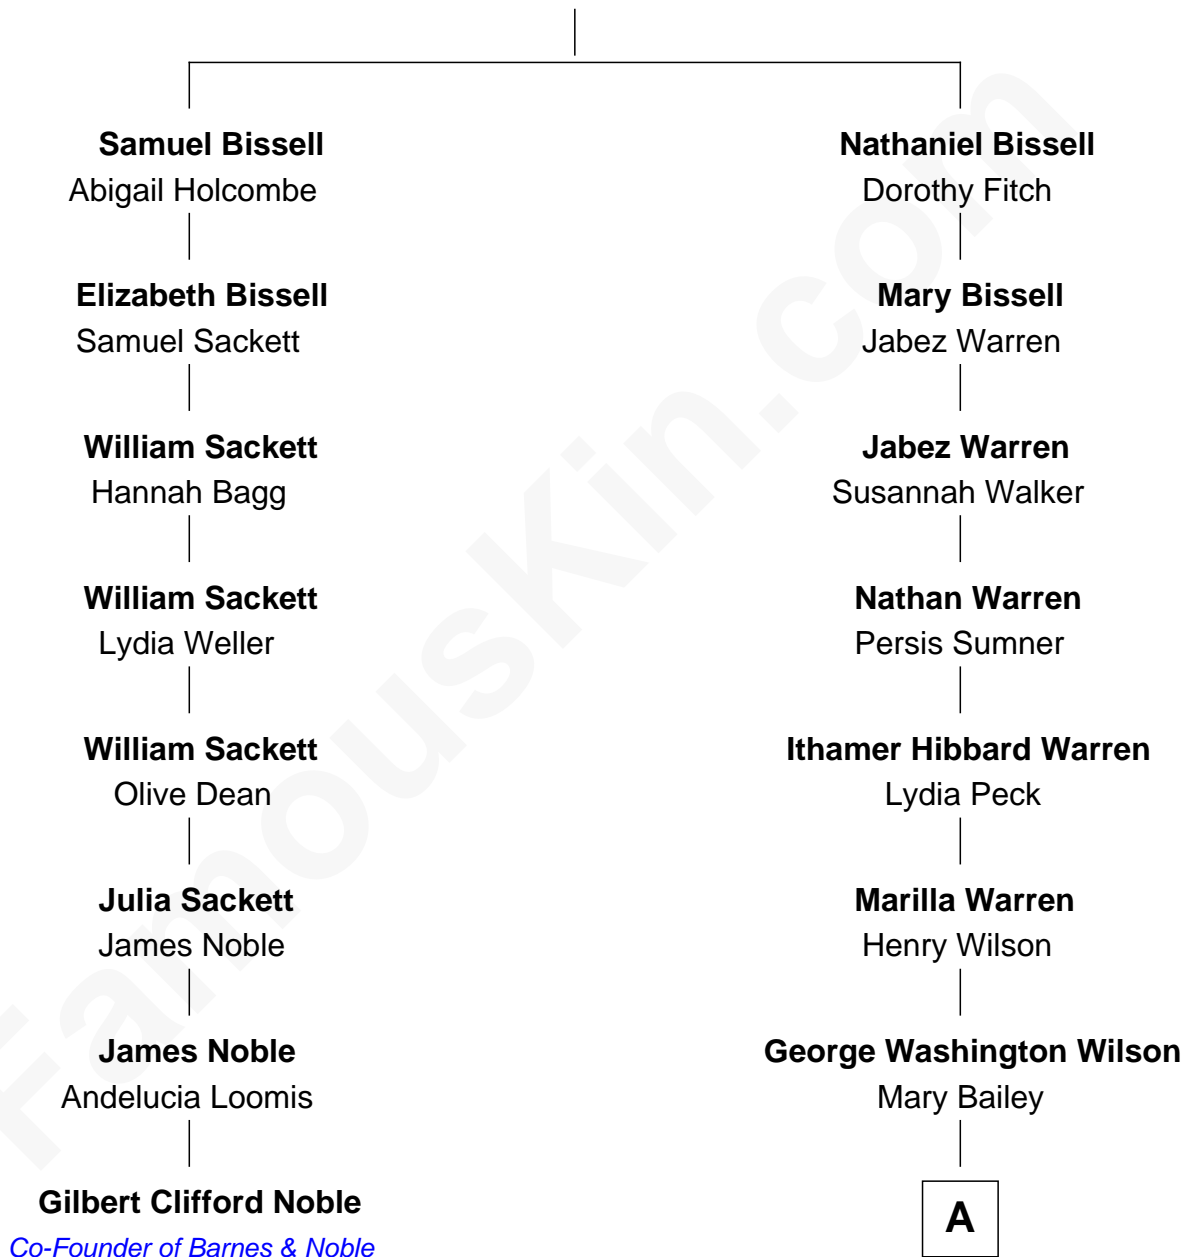 Samuel Bissell
Abigail Holcombe
Nathaniel Bissell
Dorothy Fitch
Elizabeth Bissell
Samuel Sackett
Mary Bissell
Jabez Warren
William Sackett
Hannah Bagg
Jabez Warren
Susannah Walker
William Sackett
Lydia Weller
Nathan Warren
Persis Sumner
William Sackett
Olive Dean
Ithamer Hibbard Warren
Lydia Peck
Julia Sackett
James Noble
Marilla Warren
Henry Wilson
James Noble
Andelucia Loomis
George Washington Wilson
Mary Bailey
Gilbert Clifford Noble
Co-Founder of Barnes & Noble
A
FamousKin.com